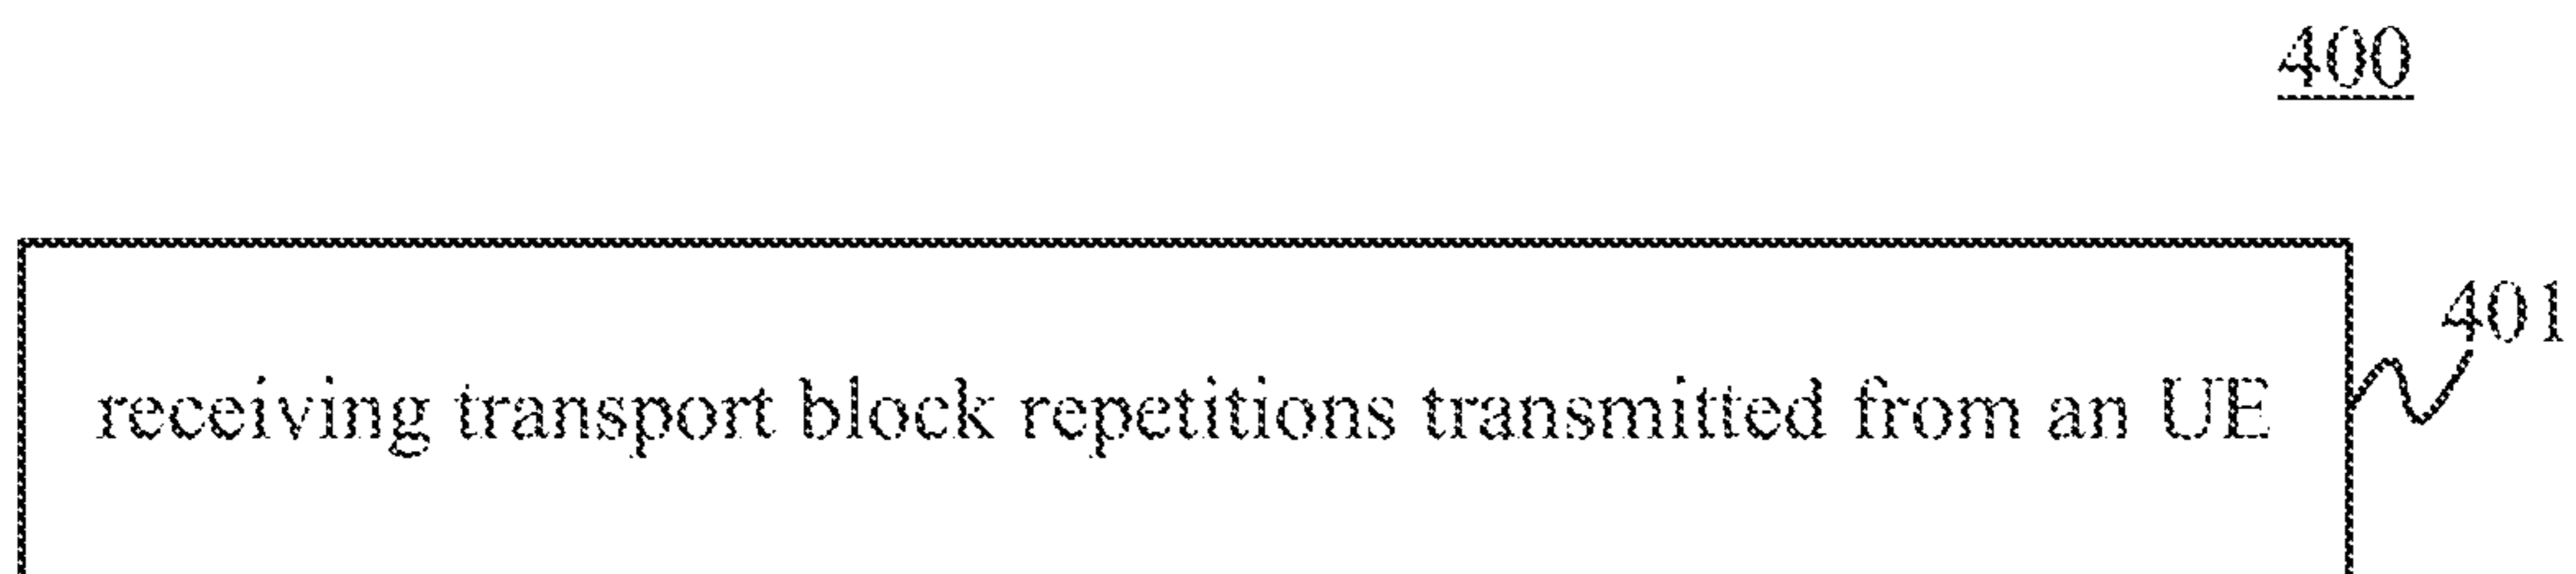 400
401
receiving transport block repetitions transmitted from an UE